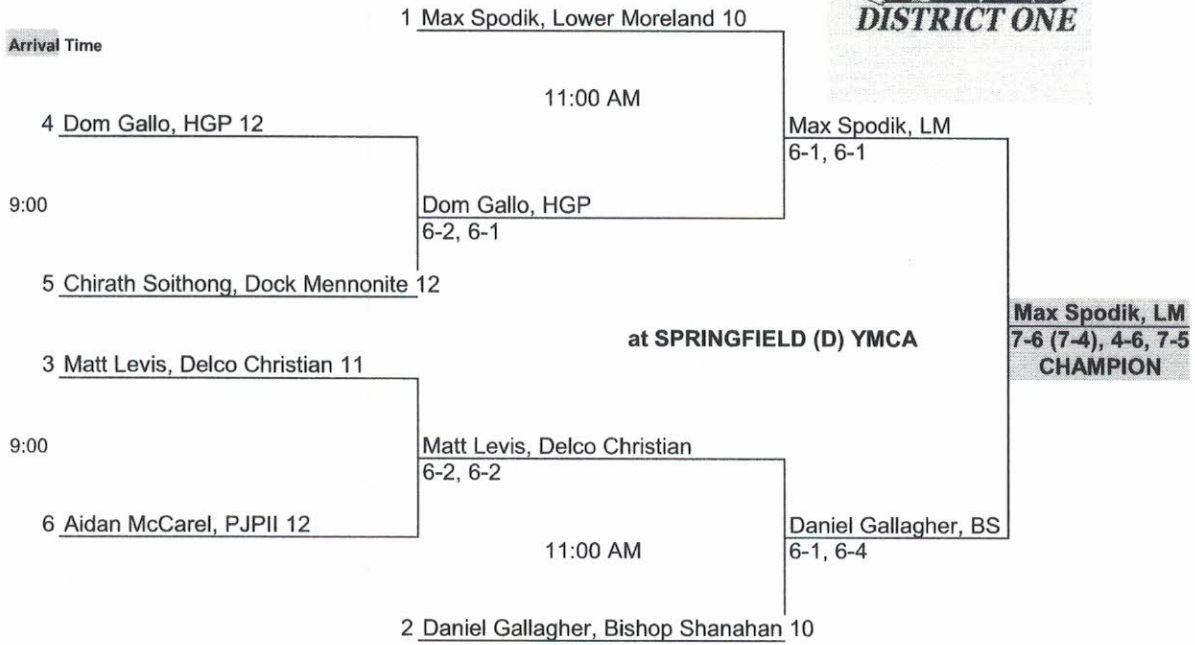 DISTRICT ONE
1 Max Spodik, Lower Moreland 10
Arrival Time
11:00 AM
4 Dom Gallo, HGP 12
Max Spodik, LM
6-1, 6-1
9:00
Dom Gallo, HGP
6-2, 6-1
5 Chirath Soithong, Dock Mennonite 12
at SPRINGFIELD (D) YMCA
Max Spodik, LM
7-6 (7-4), 4-6, 7-5
CHAMPION
3 Matt Levis, Delco Christian 11
9:00
Matt Levis, Delco Christian
6-2, 6-2
6 Aidan McCarel, PJPII 12
Daniel Gallagher, BS
6-1, 6-4
11:00 AM
2 Daniel Gallagher, Bishop Shanahan 10